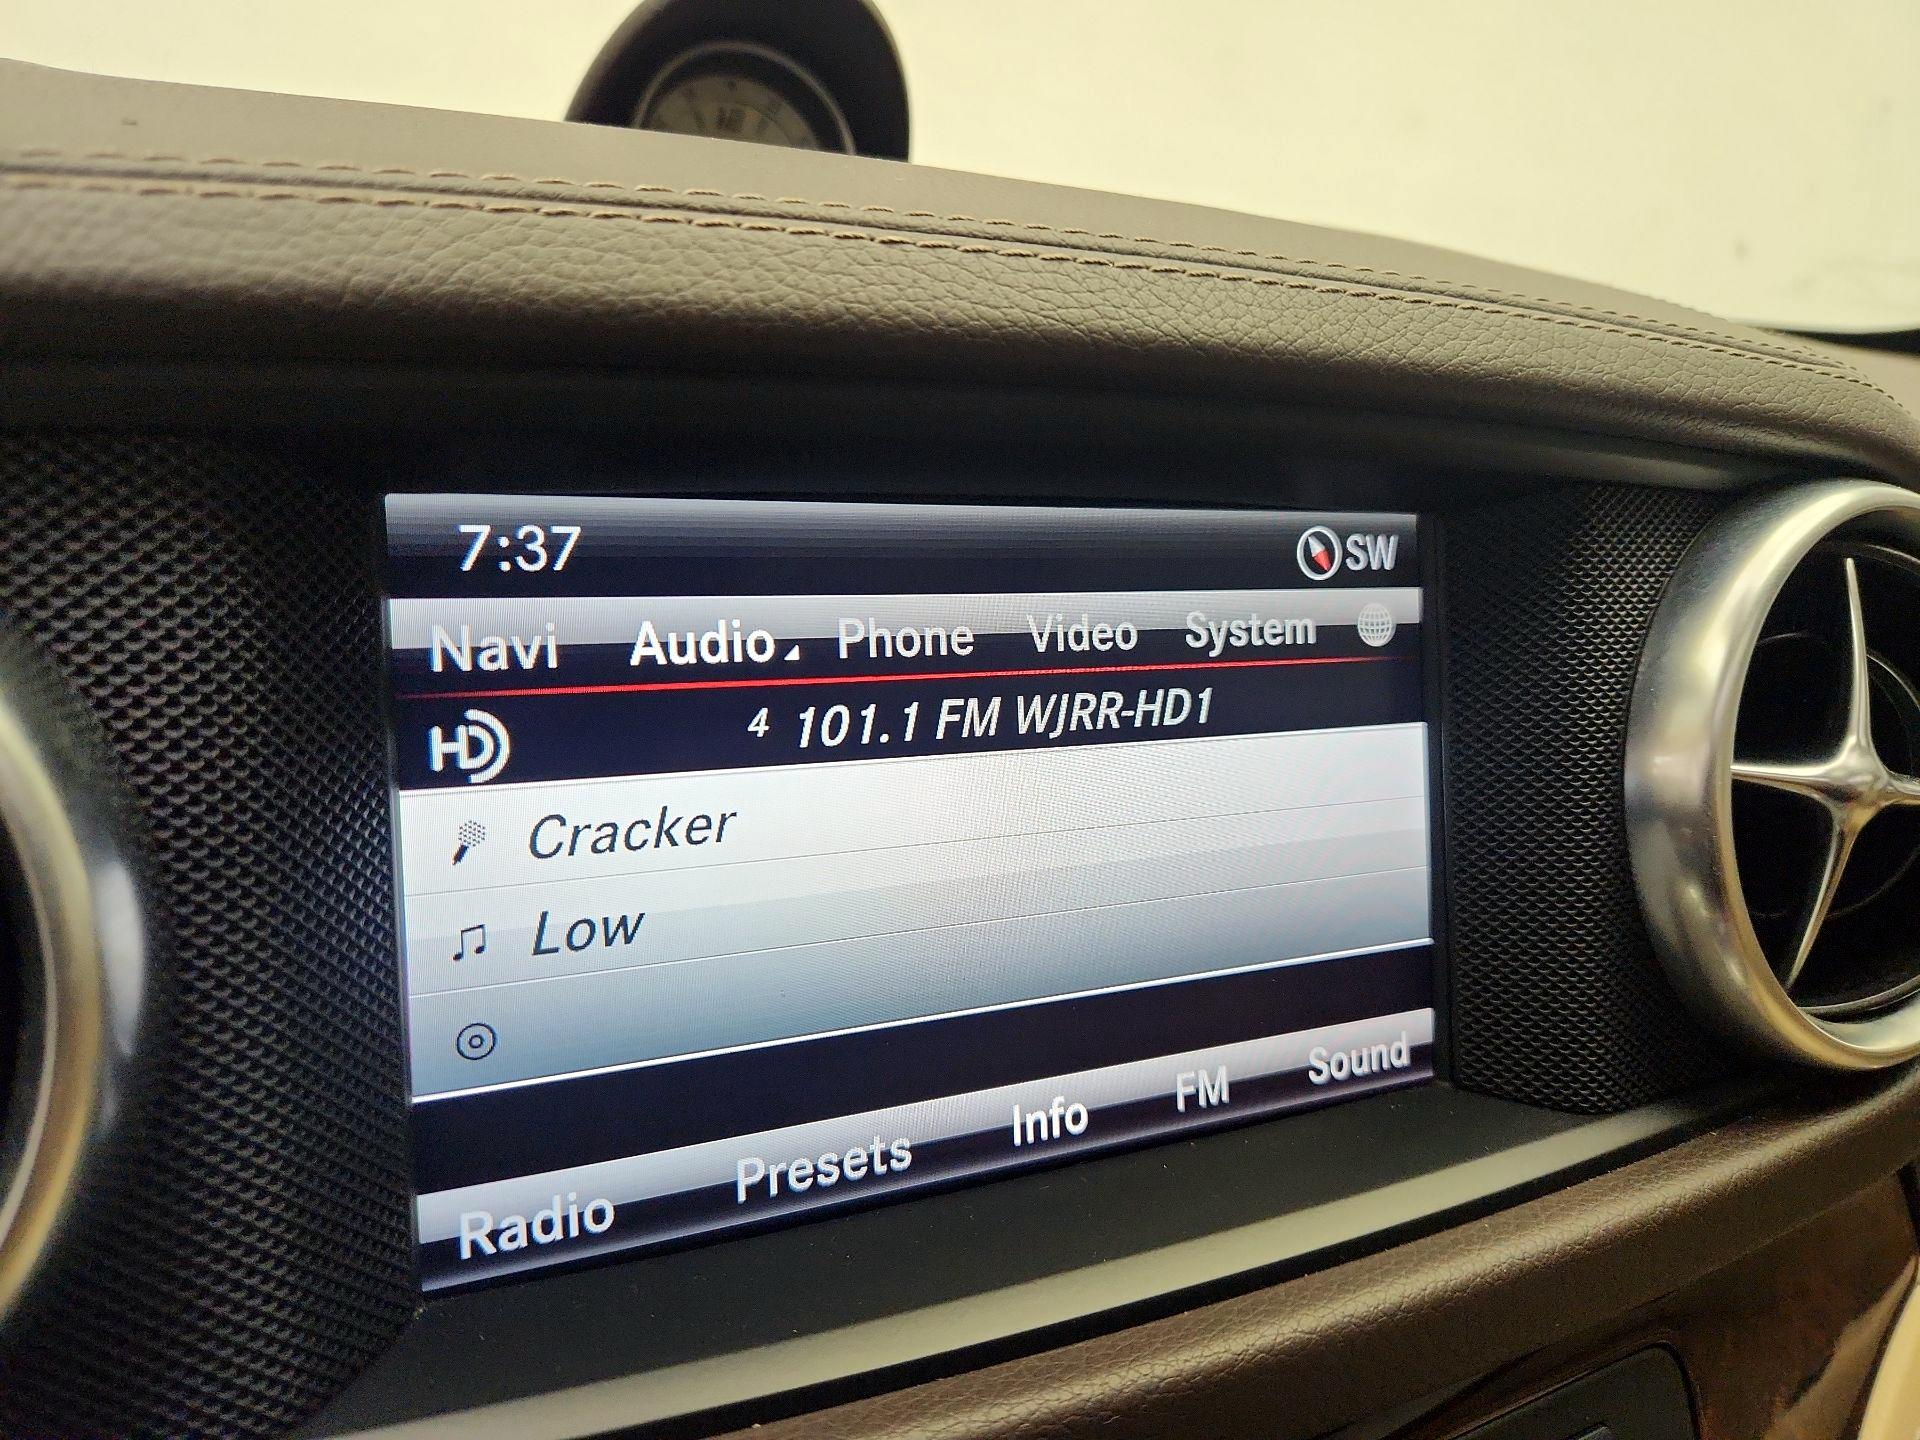 7:37 SW
Navi Audio Phone Video System
HD 4 101.1 FM WJRR-HD1
Cracker
Low
Radio Presets Info FM Sound